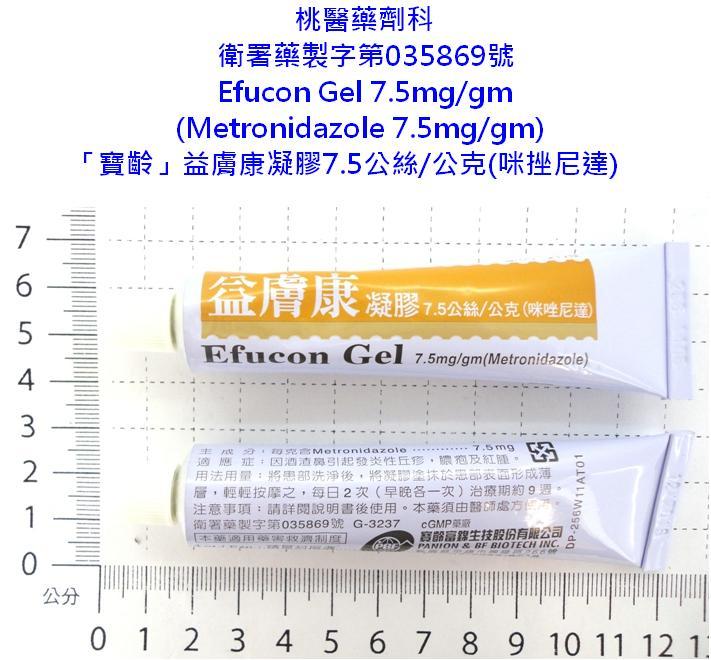 桃醫藥劑科
衛署藥製字第035869號
Efucon Gel 7.5mg/gm
(Metronidazole 7.5mg/gm)
「寶齡」益膚康凝膠7.5公絲/公克(咪挫尼達)
7
6
5
4
3
2
1
0
公分
益膚康 凝膠 7.5公絲/公克(咪唑尼達)
Efucon Gel 7.5mg/gm(Metronidazole)
主成分:每克含Metronidazole ............ 7.5mg
適應症:因酒渣鼻引起發炎性丘疹,膿疱及紅腫。
用法用量:將患部洗淨後,將凝膠塗抹於患部表面形成薄
層,輕輕按摩之,每日2次(早晚各一次)治療期約9週。
注意事項:請詳閱說明書後使用。本藥須由醫師處方使用。
衛署藥製字第035869號 G-3237
本藥適用藥害救濟制度
cGMP藥廠
PBF
寶齡富錦生技股份有限公司
PANION & BF BIOTECH INC.
DP-256W11AT01
0 1 2 3 4 5 6 7 8 9 10 11 12 13